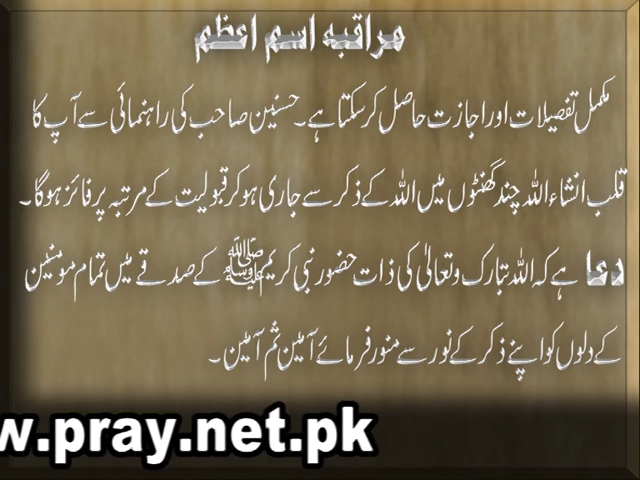 مراقبہ اسم اعظم
مکمل تفصیلات اور اجازت حاصل کر سکتا ہے۔ حسنین صاحب کی راہنمائی سے آپ کا
قلب انشاء اللہ چند گھنٹوں میں اللہ کے ذکر سے جاری ہو کر قبولیت کے مرتبہ پر فائز ہوگا۔
دعا ہے کہ اللہ تبارک وتعالیٰ کی ذات حضور نبی کریم ﷺ کے صدقے میں تمام مومنین
کے دلوں کو اپنے ذکر کے نور سے منور فرمائے آمین ثم آمین۔
w.pray.net.pk